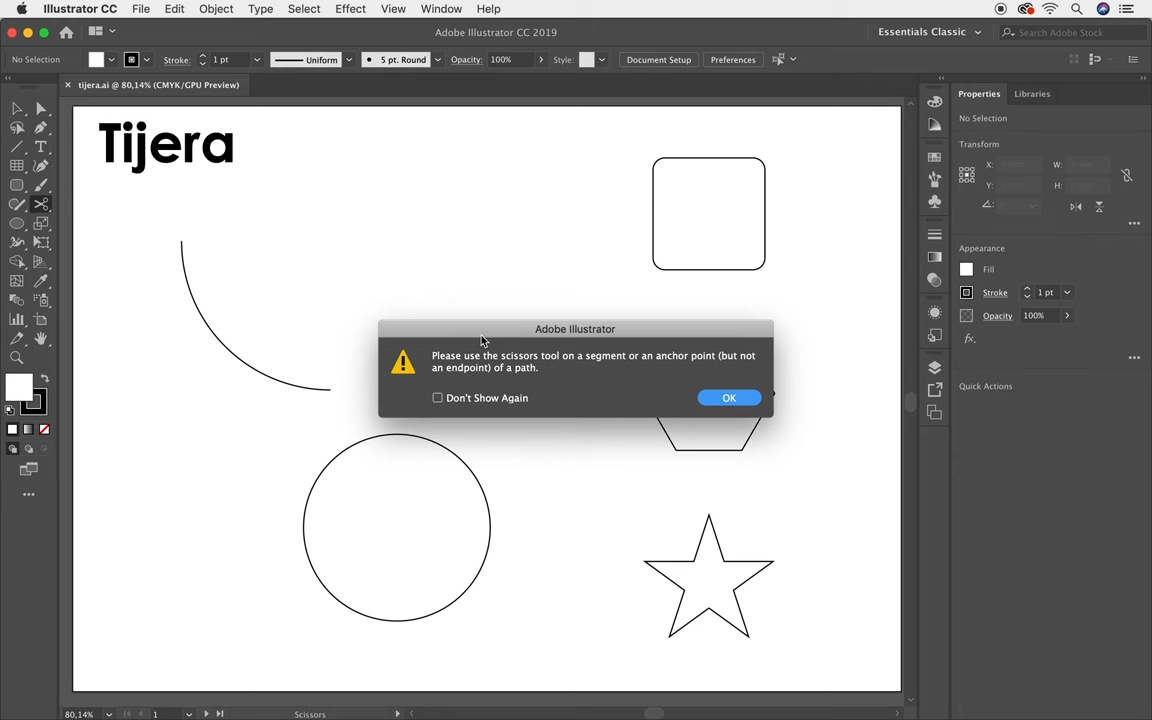 Illustrator CC File Edit Object Type Select Effect View Window Help
Adobe Illustrator CC 2019
Essentials Classic
Search Adobe Stock
No Selection Stroke: 1 pt Uniform 5 pt. Round Opacity: 100% Style: Document Setup Preferences
tijera.ai @ 80,14% (CMYK/GPU Preview)
Properties Libraries
No Selection
Transform
X: W:
Y: H:
Appearance
Fill
Stroke 1 pt
Opacity 100%
fx.
Quick Actions
Tijera
Adobe Illustrator
Please use the scissors tool on a segment or an anchor point (but not
an endpoint) of a path.
Don't Show Again OK
80,14% 1 Scissors